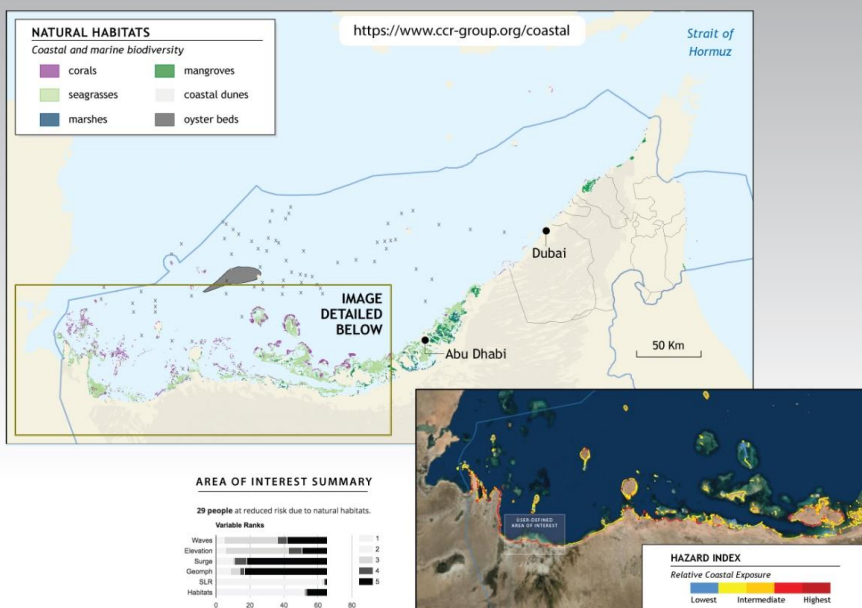 NATURAL HABITATS
Coastal and marine biodiversity
corals
mangroves
seagrasses
coastal dunes
marshes
oyster beds
https://www.ccr-group.org/coastal
Strait of
Hormuz
Dubai
IMAGE
DETAILED
BELOW
Abu Dhabi
50 Km
AREA OF INTEREST SUMMARY
29 people at reduced risk due to natural habitats.
Variable Ranks
Waves
Elevation
Surge
Geomph
SLR
Habitats
0 20 40 60 80
1
2
3
4
5
USER-DEFINED
AREA OF INTEREST
HAZARD INDEX
Relative Coastal Exposure
Lowest Intermediate Highest